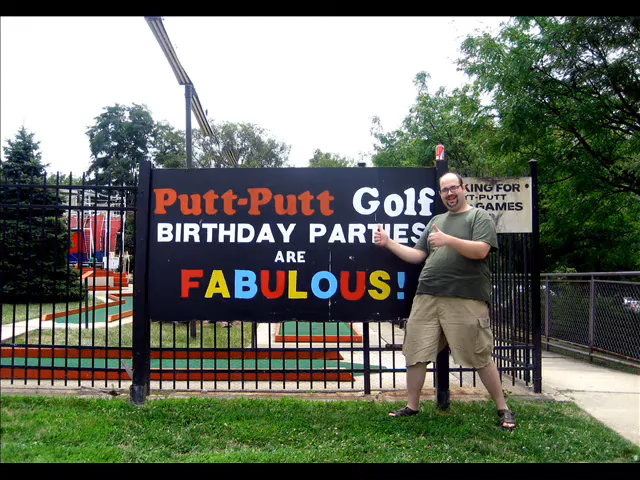 Putt-Putt Golf
BIRTHDAY PARTIES
ARE
FABULOUS!
KING FOR
T-PUTT
GAMES